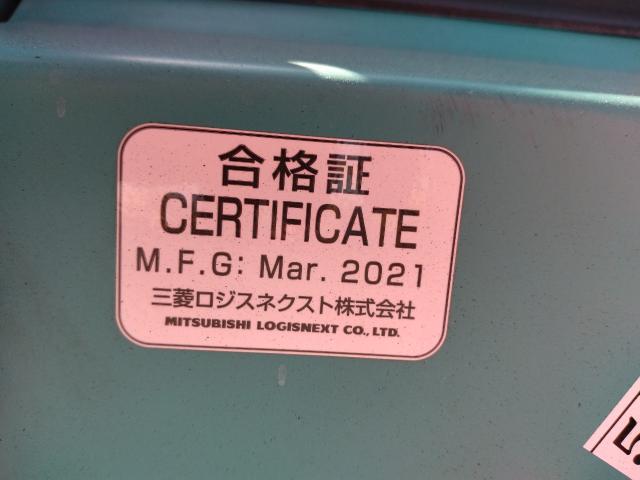 合格証
CERTIFICATE
M.F.G: Mar. 2021
三菱ロジスネクスト株式会社
MITSUBISHI LOGISNEXT CO., LTD.